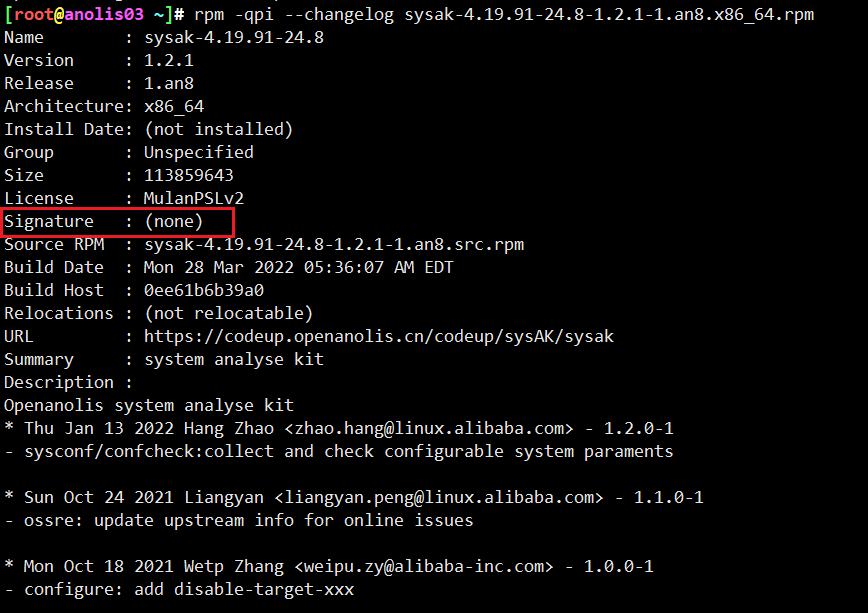 [root@anolis03 ~]# rpm -qpi --changelog sysak-4.19.91-24.8-1.2.1-1.an8.x86_64.rpm
Name        : sysak-4.19.91-24.8
Version     : 1.2.1
Release     : 1.an8
Architecture: x86_64
Install Date: (not installed)
Group       : Unspecified
Size        : 113859643
License     : MulanPSLv2
Signature   : (none)
Source RPM  : sysak-4.19.91-24.8-1.2.1-1.an8.src.rpm
Build Date  : Mon 28 Mar 2022 05:36:07 AM EDT
Build Host  : 0ee61b6b39a0
Relocations : (not relocatable)
URL         : https://codeup.openanolis.cn/codeup/sysAK/sysak
Summary     : system analyse kit
Description :
Openanolis system analyse kit
* Thu Jan 13 2022 Hang Zhao <zhao.hang@linux.alibaba.com> - 1.2.0-1
- sysconf/confcheck:collect and check configurable system paraments

* Sun Oct 24 2021 Liangyan <liangyan.peng@linux.alibaba.com> - 1.1.0-1
- ossre: update upstream info for online issues

* Mon Oct 18 2021 Wetp Zhang <weipu.zy@alibaba-inc.com> - 1.0.0-1
- configure: add disable-target-xxx